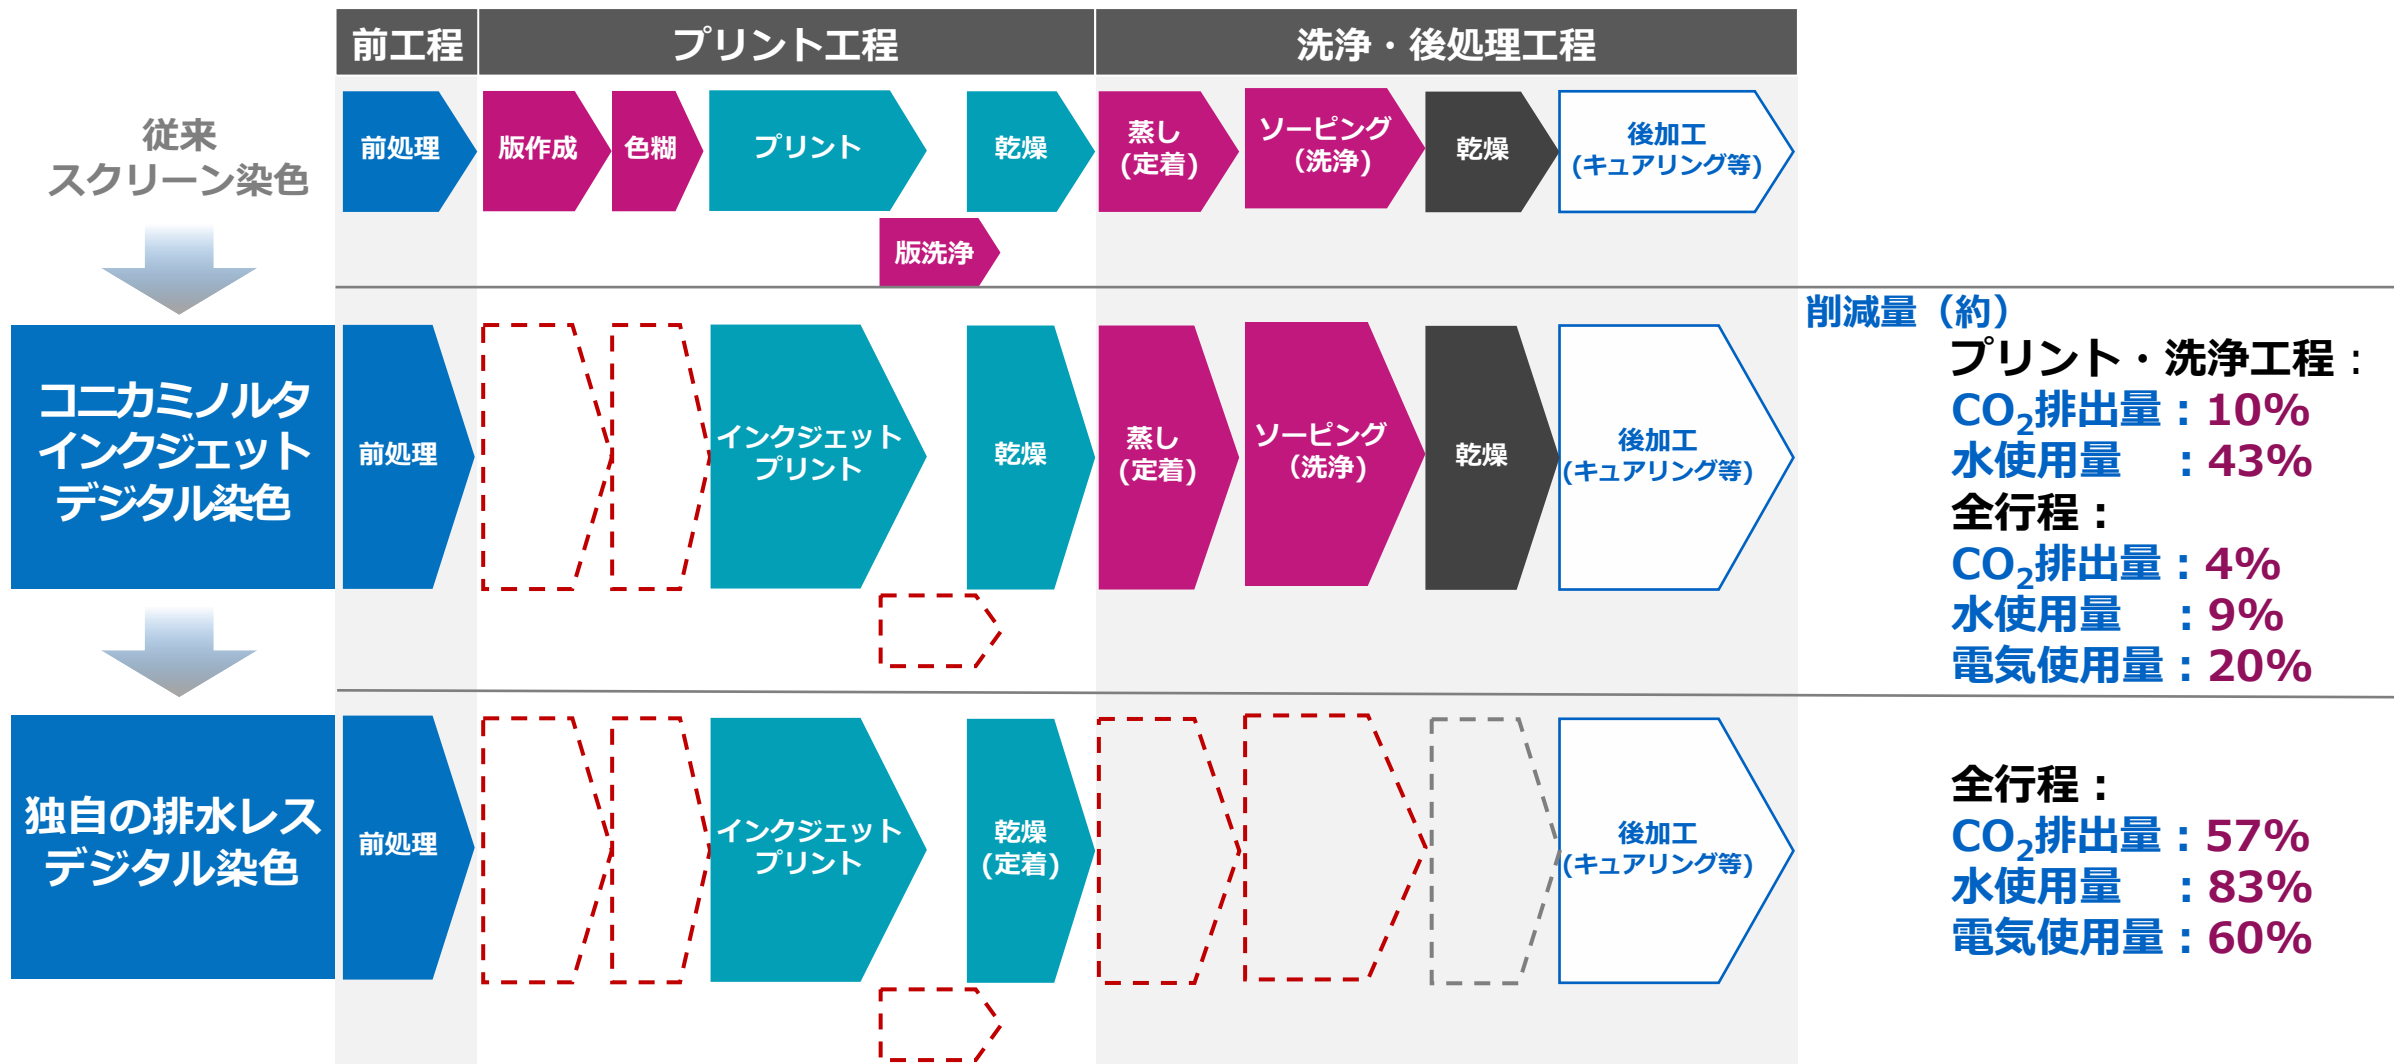 前工程
プリント工程
洗浄・後処理工程
従来
スクリーン染色
前処理
版作成
色糊
プリント
乾燥
蒸し
(定着)
ソーピング
(洗浄)
乾燥
後加工
(キュアリング等)
版洗浄
コニカミノルタ
インクジェット
デジタル染色
前処理
インクジェット
プリント
乾燥
蒸し
(定着)
ソーピング
(洗浄)
乾燥
後加工
(キュアリング等)
削減量（約）
プリント・洗浄工程：
CO₂排出量：10%
水使用量　：43%
全行程：
CO₂排出量：4%
水使用量　：9%
電気使用量：20%
独自の排水レス
デジタル染色
前処理
インクジェット
プリント
乾燥
(定着)
後加工
(キュアリング等)
全行程：
CO₂排出量：57%
水使用量　：83%
電気使用量：60%